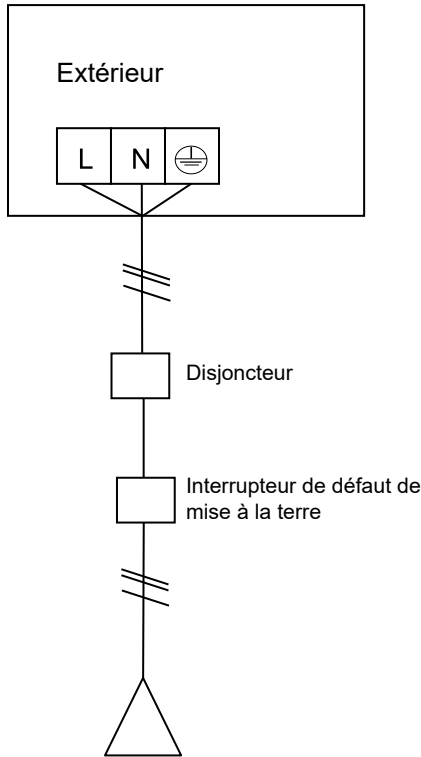 Extérieur
L N
Disjoncteur
Interrupteur de défaut de
mise à la terre